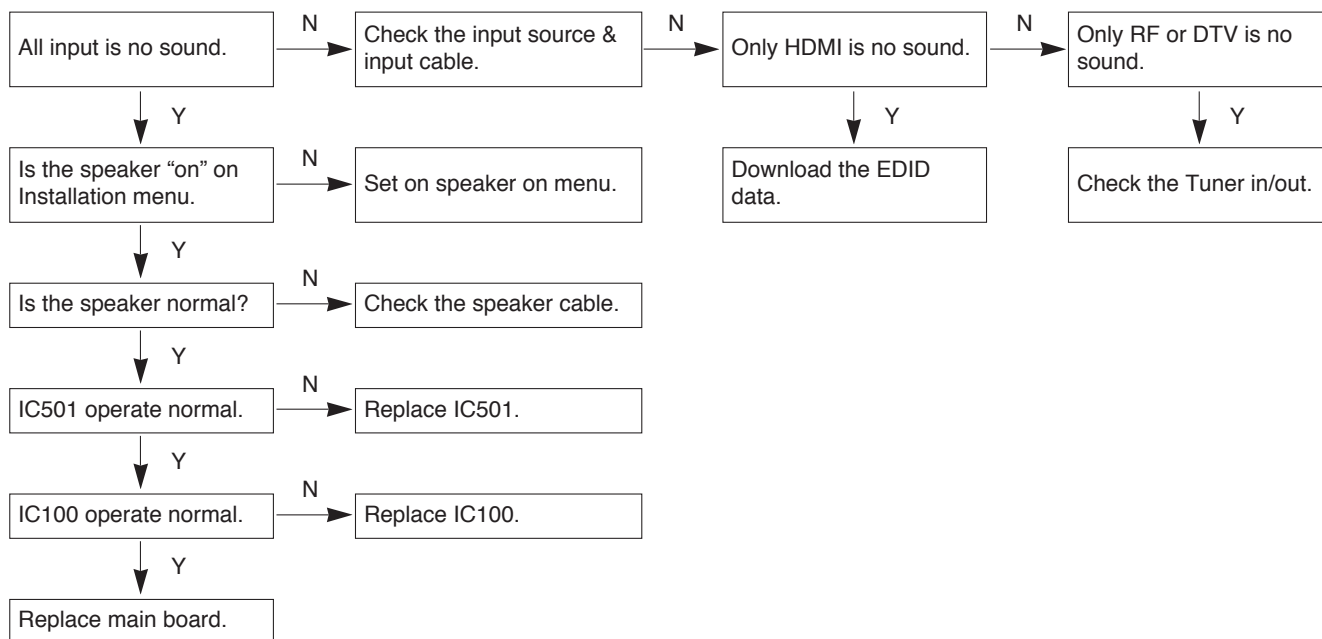 All input is no sound.
N
Check the input source &
input cable.
N
Only HDMI is no sound.
N
Only RF or DTV is no
sound.
Y
Y
Y
Is the speaker “on” on
Installation menu.
N
Set on speaker on menu.
Download the EDID
data.
Check the Tuner in/out.
Y
Is the speaker normal?
N
Check the speaker cable.
Y
IC501 operate normal.
N
Replace IC501.
Y
IC100 operate normal.
N
Replace IC100.
Y
Replace main board.